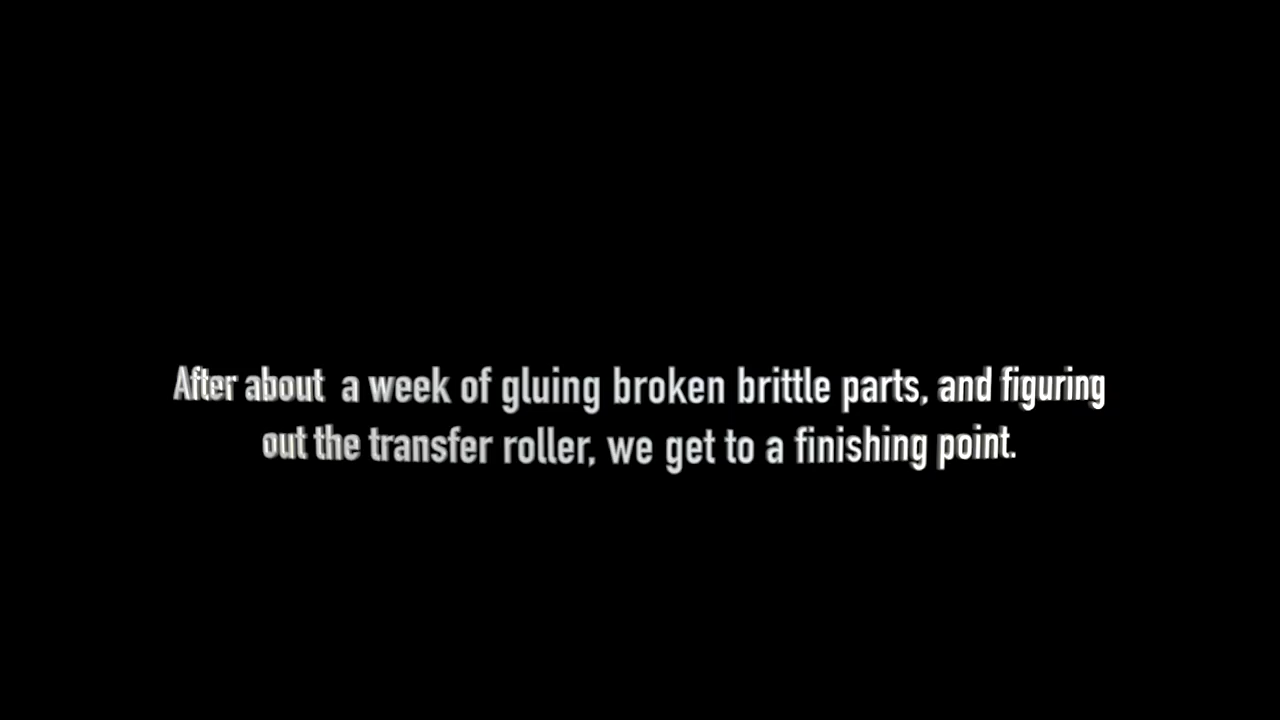 After about  a week of gluing broken brittle parts, and figuring
out the transfer roller, we get to a finishing point.